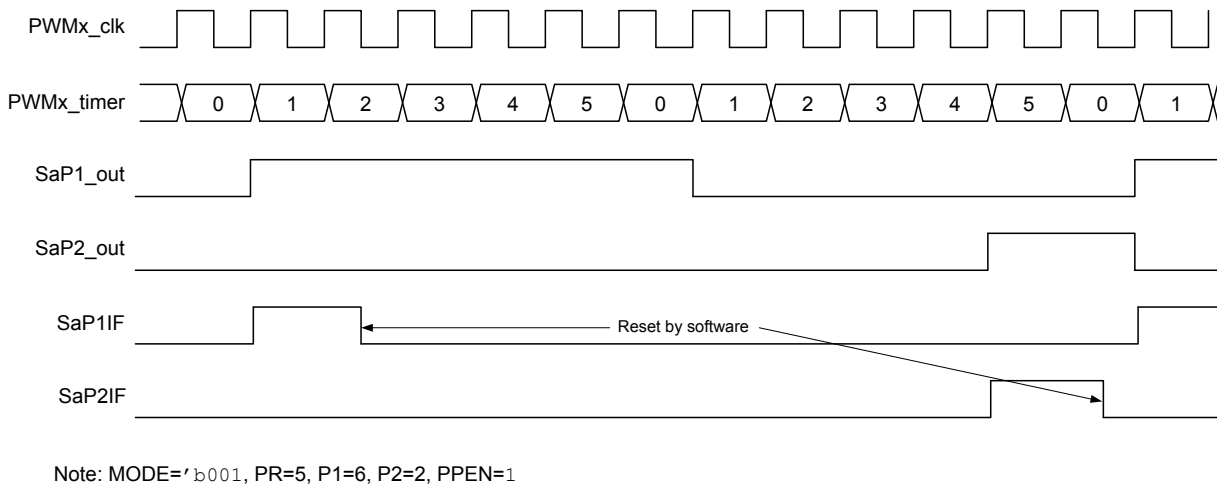 PWMx_clk
PWMx_timer 0 1 2 3 4 5 0 1 2 3 4 5 0 1
SaP1_out
SaP2_out
SaP1IF
Reset by software
SaP2IF
Note: MODE='b001, PR=5, P1=6, P2=2, PPEN=1